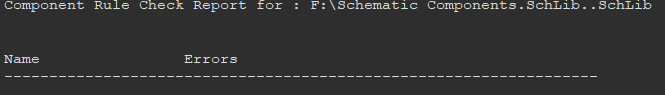 Component Rule Check Report for : F:\Schematic Components.SchLib..SchLib
Name Errors
--------------------------------------------------------------------